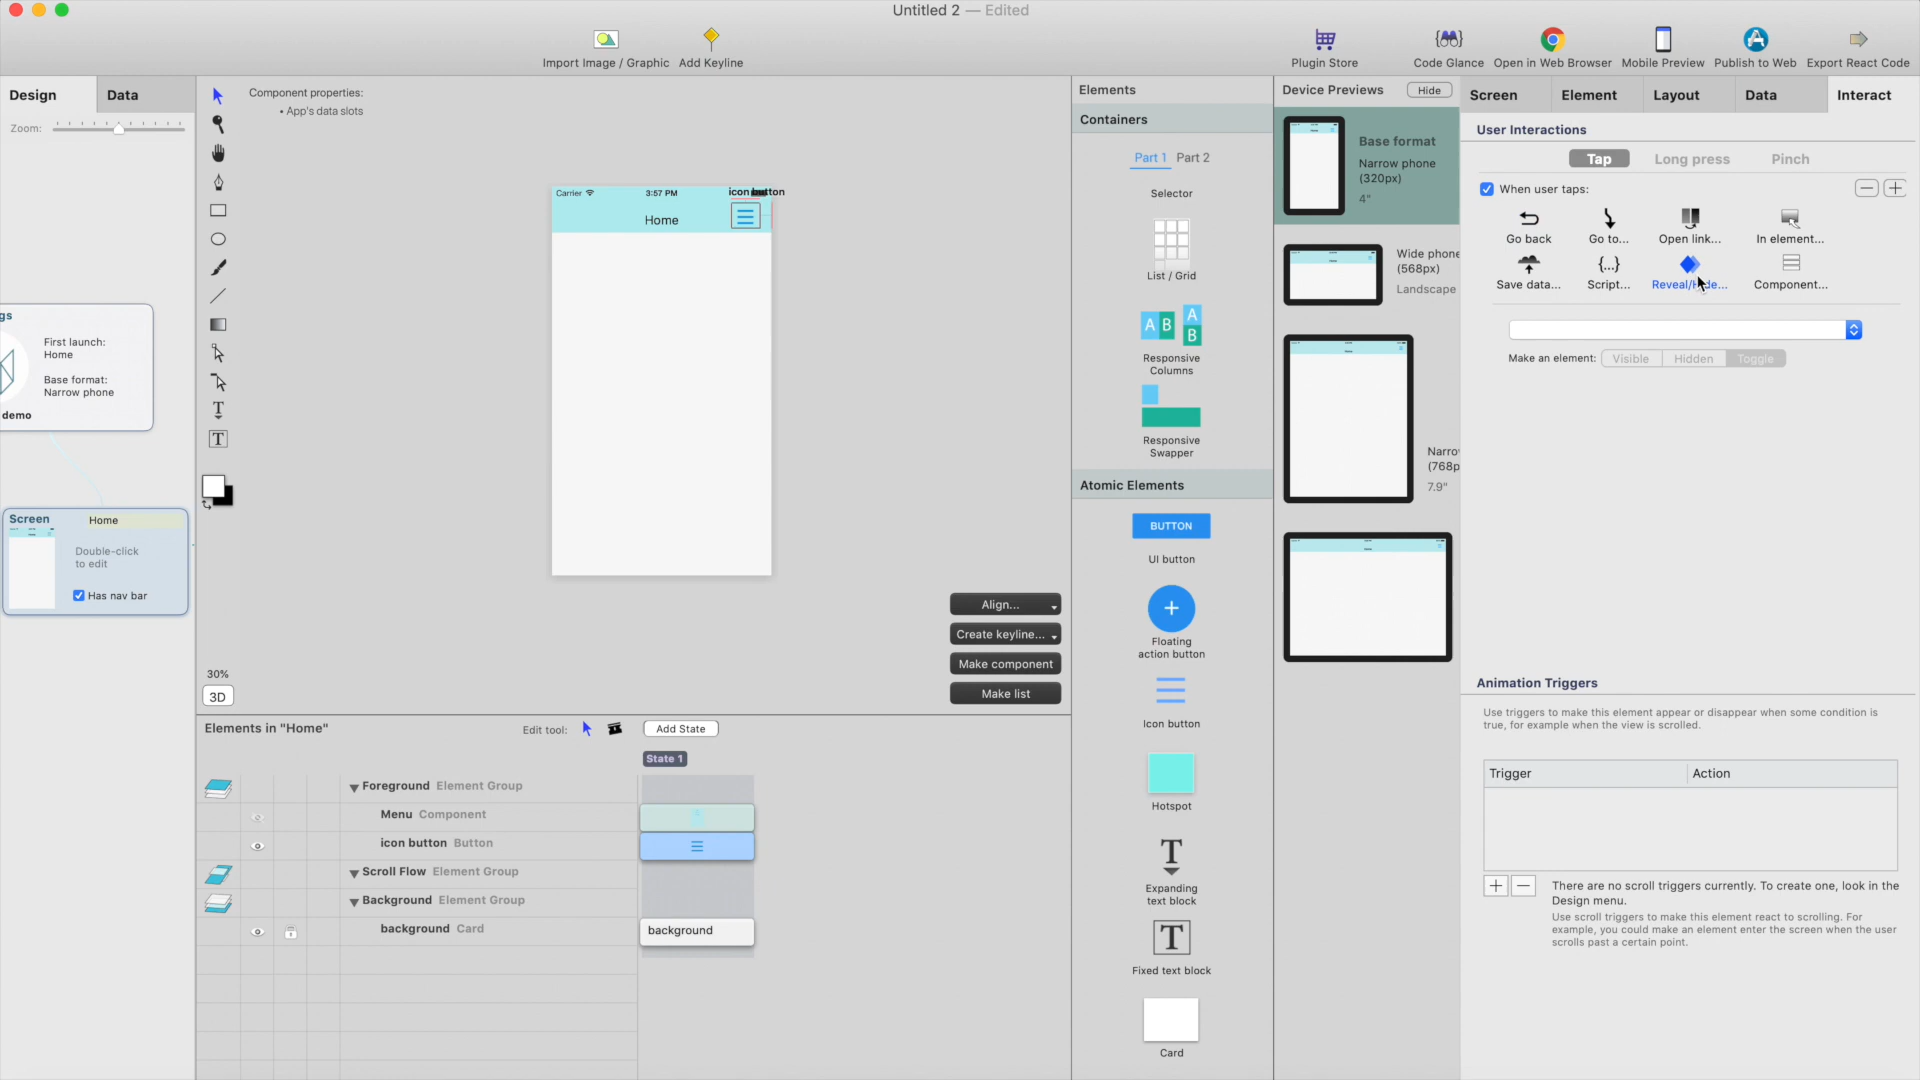 Untitled 2 — Edited
Import Image / Graphic
Add Keyline
Plugin Store
Code Glance
Open in Web Browser
Mobile Preview
Publish to Web
Export React Code
Design
Data
Zoom:
gs
First launch:
Home
Base format:
Narrow phone
demo
Screen
Home
Double-click
to edit
Has nav bar
Component properties:
• App's data slots
T
T
30%
3D
Carrier
3:57 PM
icon button
Home
Align...
Create keyline...
Make component
Make list
Elements in "Home"
Edit tool:
Add State
State 1
Foreground Element Group
Menu Component
icon button Button
Scroll Flow Element Group
Background Element Group
background Card
background
Elements
Containers
Part 1 Part 2
Selector
List / Grid
A B
A
B
Responsive
Columns
Responsive
Swapper
Atomic Elements
BUTTON
UI button
Floating
action button
Icon button
Hotspot
T
Expanding
text block
T
Fixed text block
Card
Device Previews
Hide
Base format
Narrow phone
(320px)
4"
Wide phone
(568px)
Landscape
Narro
(768p
7.9"
Screen
Element
Layout
Data
Interact
User Interactions
Tap
Long press
Pinch
When user taps:
Go back
Go to...
Open link...
In element...
{...}
Save data...
Script...
Reveal/Hide...
Component...
Make an element:
Visible
Hidden
Toggle
Animation Triggers
Use triggers to make this element appear or disappear when some condition is
true, for example when the view is scrolled.
Trigger
Action
There are no scroll triggers currently. To create one, look in the
Design menu.
Use scroll triggers to make this element react to scrolling. For
example, you could make an element enter the screen when the user
scrolls past a certain point.